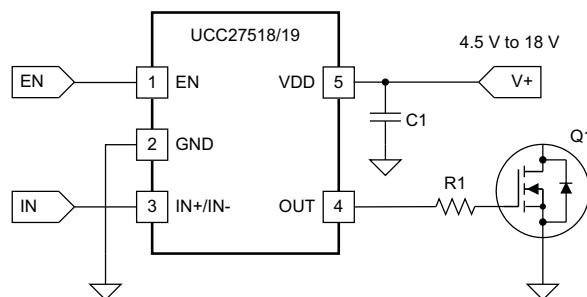 UCC27518/19
4.5 V to 18 V
EN
1
EN
VDD
5
V+
C1
2
GND
Q1
IN
3
IN+/IN-
OUT
4
R1